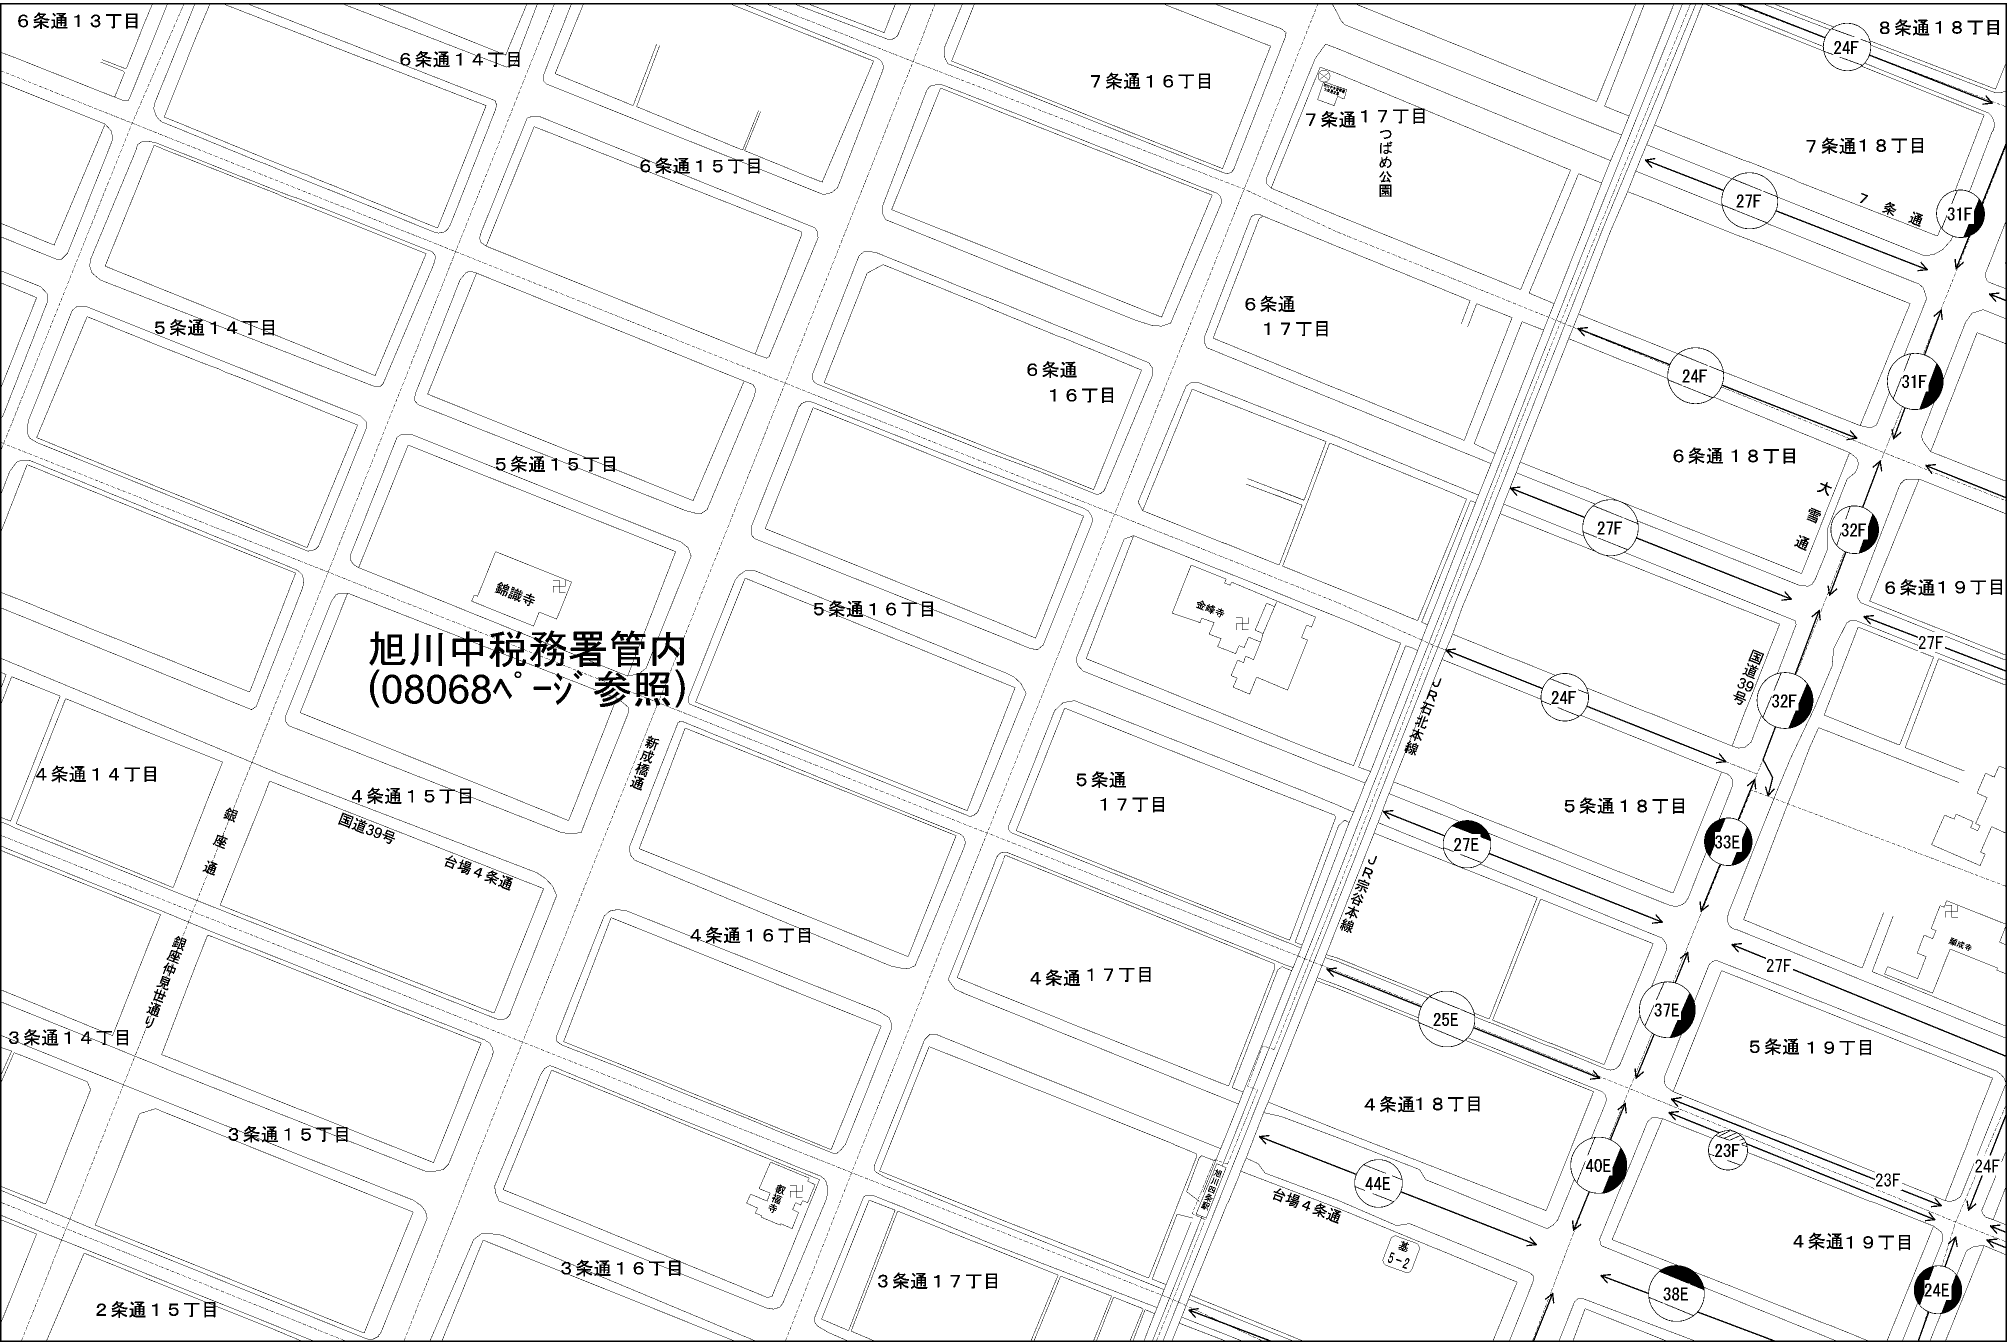 6条通13丁目
6条通14丁目
7条通16丁目
8条通18丁目
24F
7条通17丁目
つばめ公園
7条通18丁目
6条通15丁目
27F
7条通
31F
6条通
17丁目
5条通14丁目
6条通
16丁目
24F
31F
5条通15丁目
6条通18丁目
大雪通
27F
32F
錦識寺
5条通16丁目
金峰寺
6条通19丁目
27F
旭川中税務署管内
(08068ページ参照)
国道39号
24F
32F
JR石北本線
新成橋通
4条通14丁目
4条通15丁目
5条通
17丁目
5条通18丁目
銀座通
国道39号
台場4条通
27E
33E
JR宗谷本線
4条通16丁目
願成寺
銀座仲見世通り
4条通17丁目
27F
25E
37E
3条通14丁目
5条通19丁目
4条通18丁目
3条通15丁目
23F
40E
24F
叡福寺
旭川四条駅
44E
23F
台場4条通
4条通19丁目
基
5-2
3条通16丁目
3条通17丁目
38E
24E
2条通15丁目